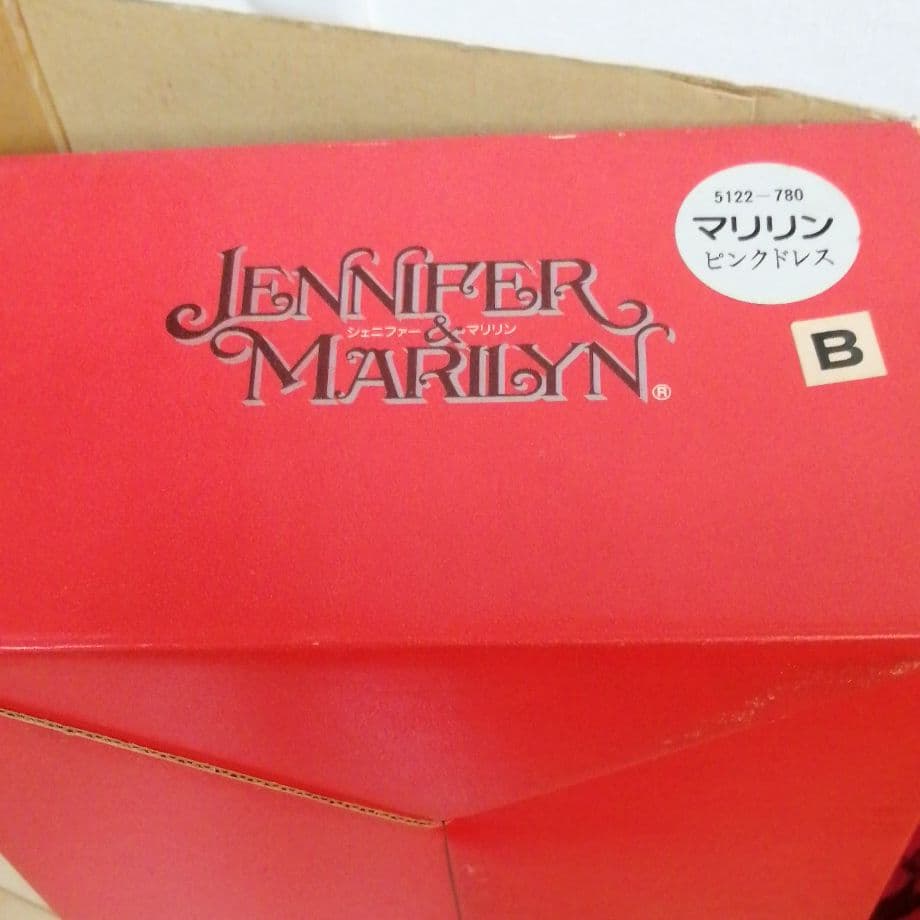 5122-780
マリリン
ピンクドレス
B
JENNIFER
ジェニファー & マリリン
MARILYN®